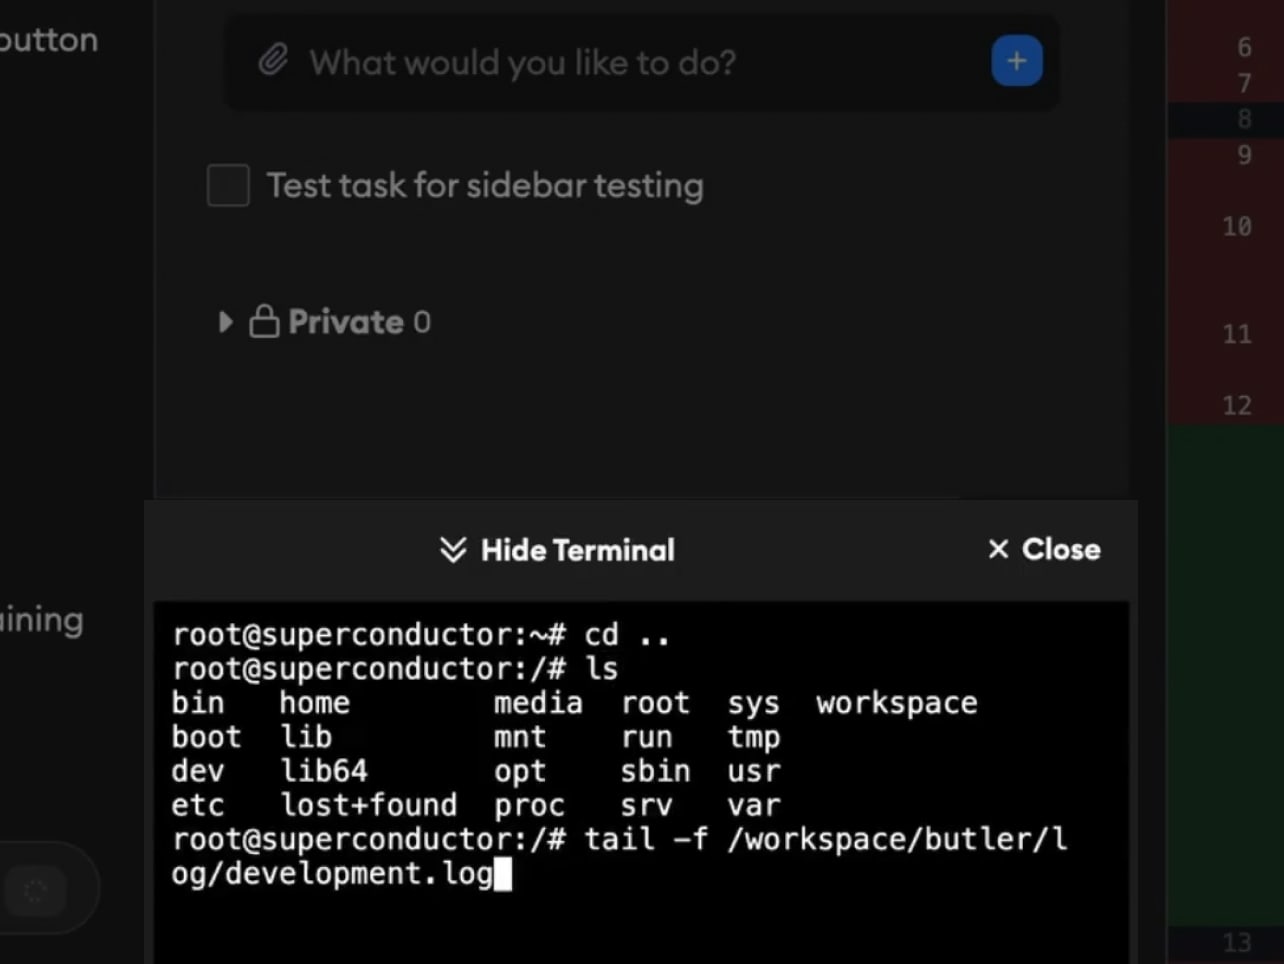 button
What would you like to do?
+
Test task for sidebar testing
Private 0
6
7
8
9
10
11
12
13
Hide Terminal
Close
root@superconductor:~# cd ..
root@superconductor:/# ls
bin home media root sys workspace
boot lib mnt run tmp
dev lib64 opt sbin usr
etc lost+found proc srv var
root@superconductor:/# tail -f /workspace/butler/l
og/development.log